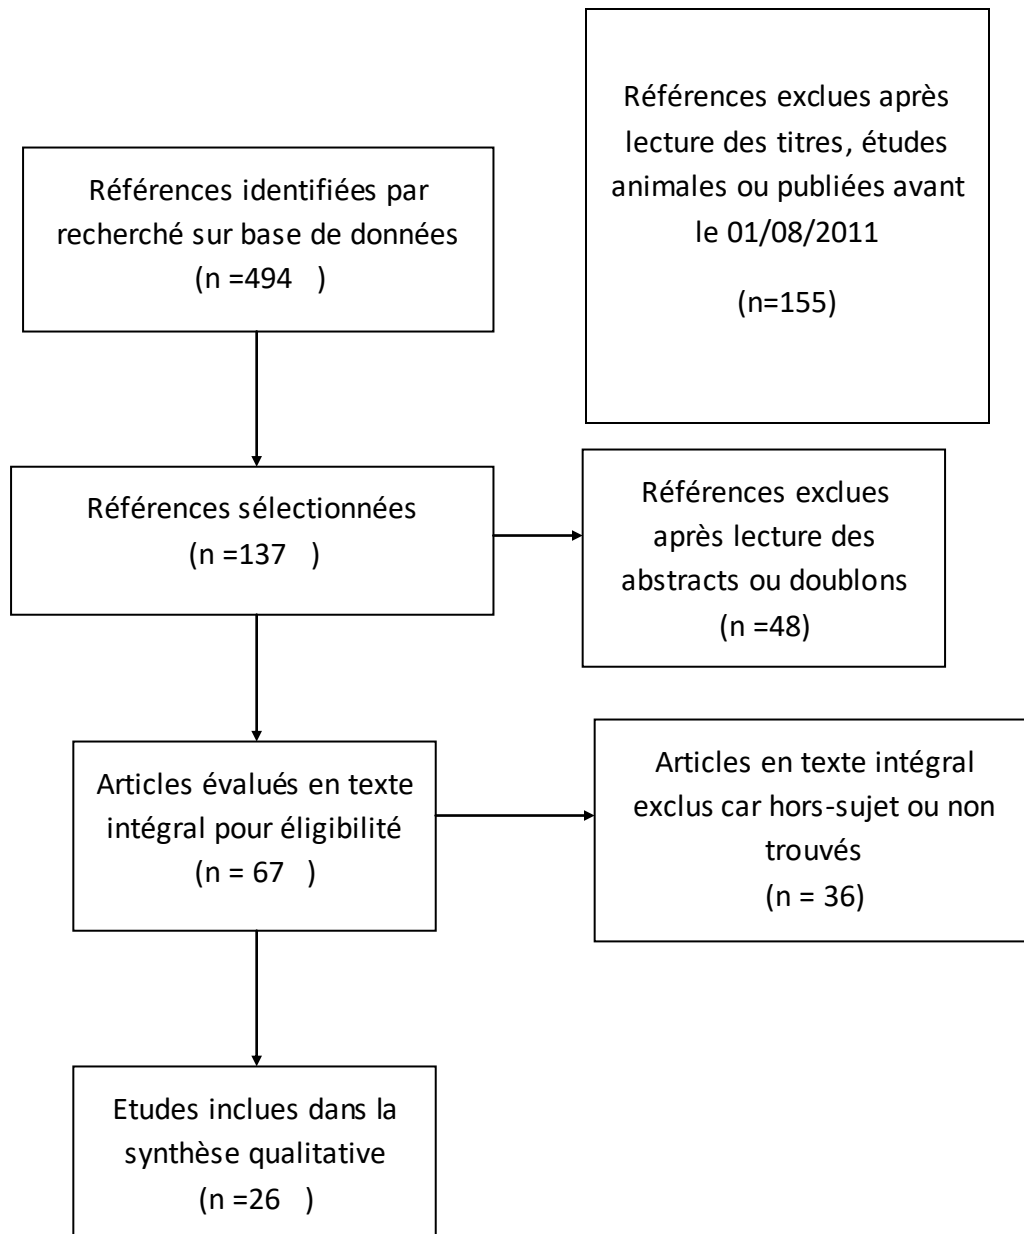 Références exclues après
lecture des titres, études
animales ou publiées avant
le 01/08/2011
(n=155)
Références identifiées par
recherché sur base de données
(n =494   )
Références sélectionnées
(n =137   )
Références exclues
après lecture des
abstracts ou doublons
(n =48)
Articles évalués en texte
intégral pour éligibilité
(n = 67   )
Articles en texte intégral
exclus car hors-sujet ou non
trouvés
(n = 36)
Etudes inclues dans la
synthèse qualitative
(n =26   )